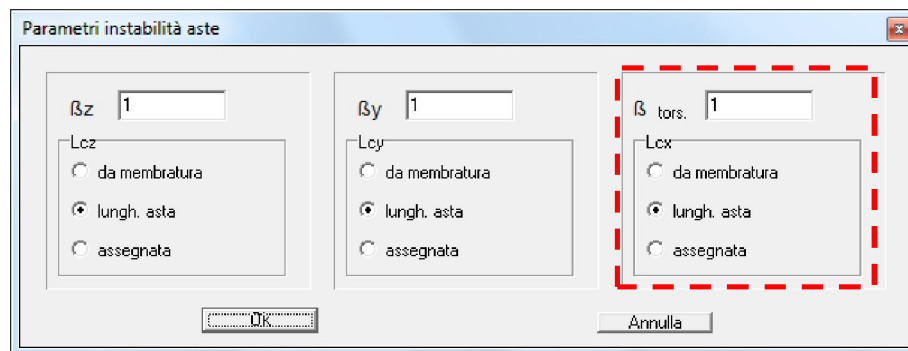 Parametri instabilità aste
ßz 1
Lcz
da membratura
lungh. asta
assegnata
ßy 1
Lcy
da membratura
lungh. asta
assegnata
ß tors. 1
Lcx
da membratura
lungh. asta
assegnata
OK
Annulla